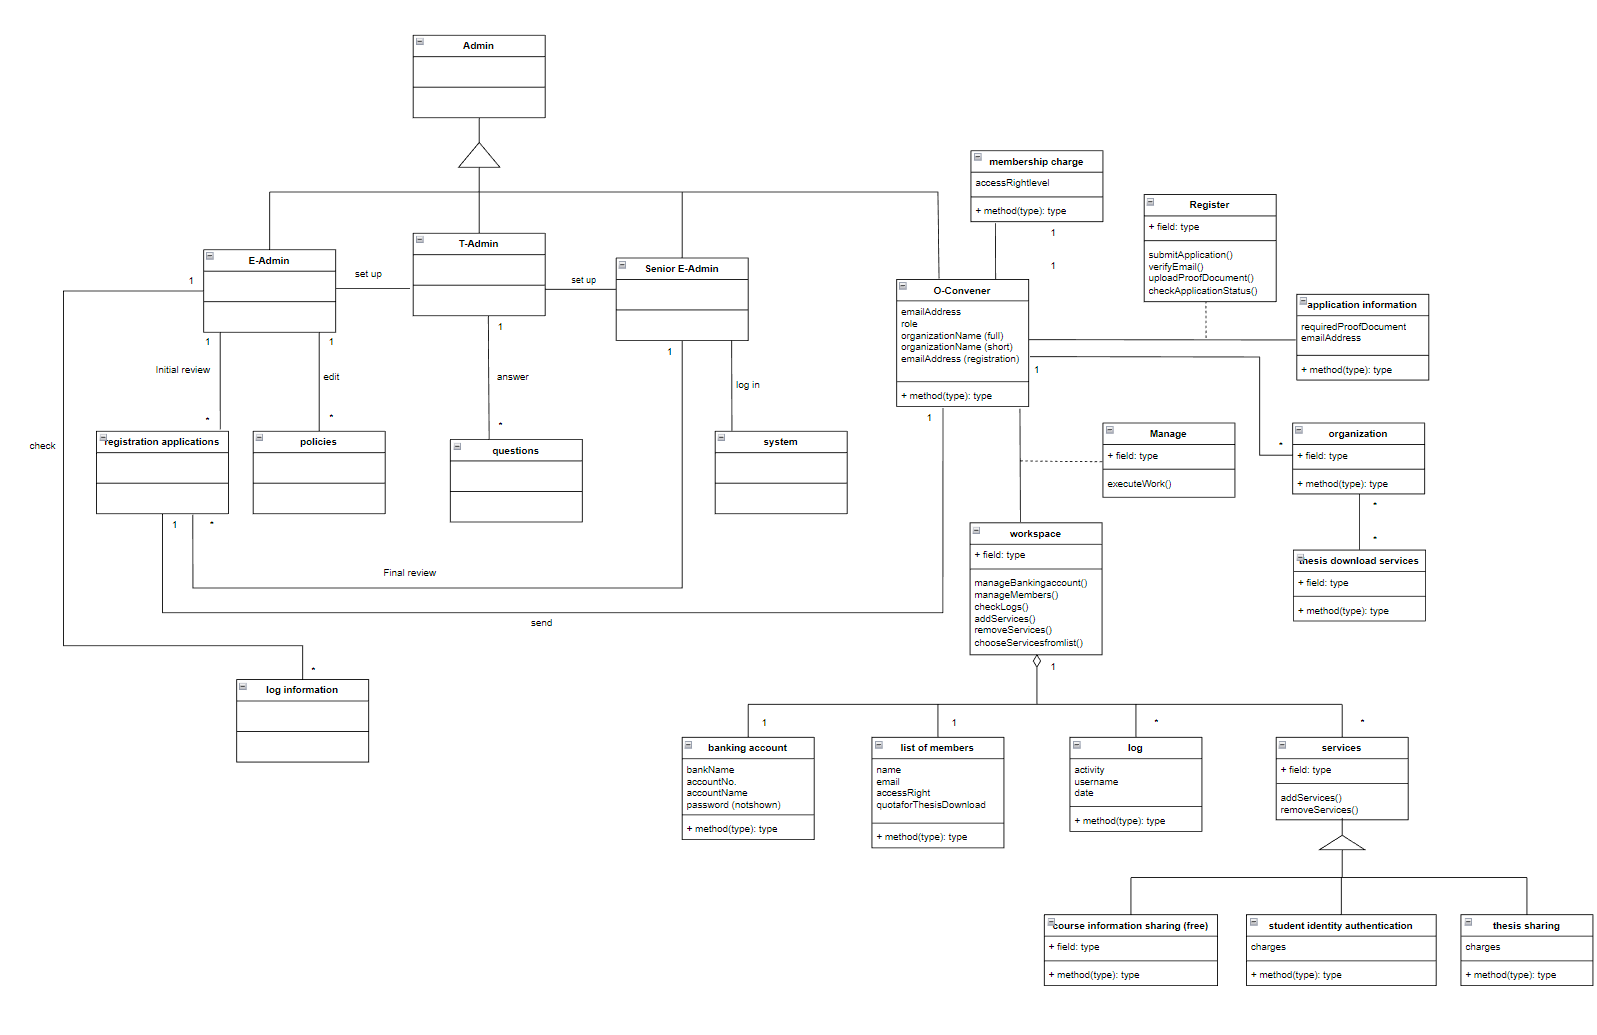 Admin
membership charge
accessRightlevel
+ method(type): type
1
1
Register
+ field: type
submitApplication()
verifyEmail()
uploadProofDocument()
checkApplicationStatus()
E-Admin
1
set up
T-Admin
set up
Senior E-Admin
O-Convener
emailAddress
role
organizationName (full)
organizationName (short)
emailAddress (registration)
+ method(type): type
application information
requiredProofDocument
emailAddress
+ method(type): type
1
1
1
1
1
1
Initial review
edit
answer
log in
*
*
*
*
check
registration applications
policies
questions
system
Manage
+ field: type
executeWork()
organization
+ field: type
+ method(type): type
*
*
1
*
Final review
send
workspace
+ field: type
manageBankingaccount()
manageMembers()
checkLogs()
addServices()
removeServices()
chooseServicesfromlist()
thesis download services
+ field: type
+ method(type): type
*
log information
1
1
1
*
*
banking account
bankName
accountNo.
accountName
password (notshown)
+ method(type): type
list of members
name
email
accessRight
quotaforThesisDownload
+ method(type): type
log
activity
username
date
+ method(type): type
services
+ field: type
addServices()
removeServices()
course information sharing (free)
+ field: type
+ method(type): type
student identity authentication
charges
+ method(type): type
thesis sharing
charges
+ method(type): type